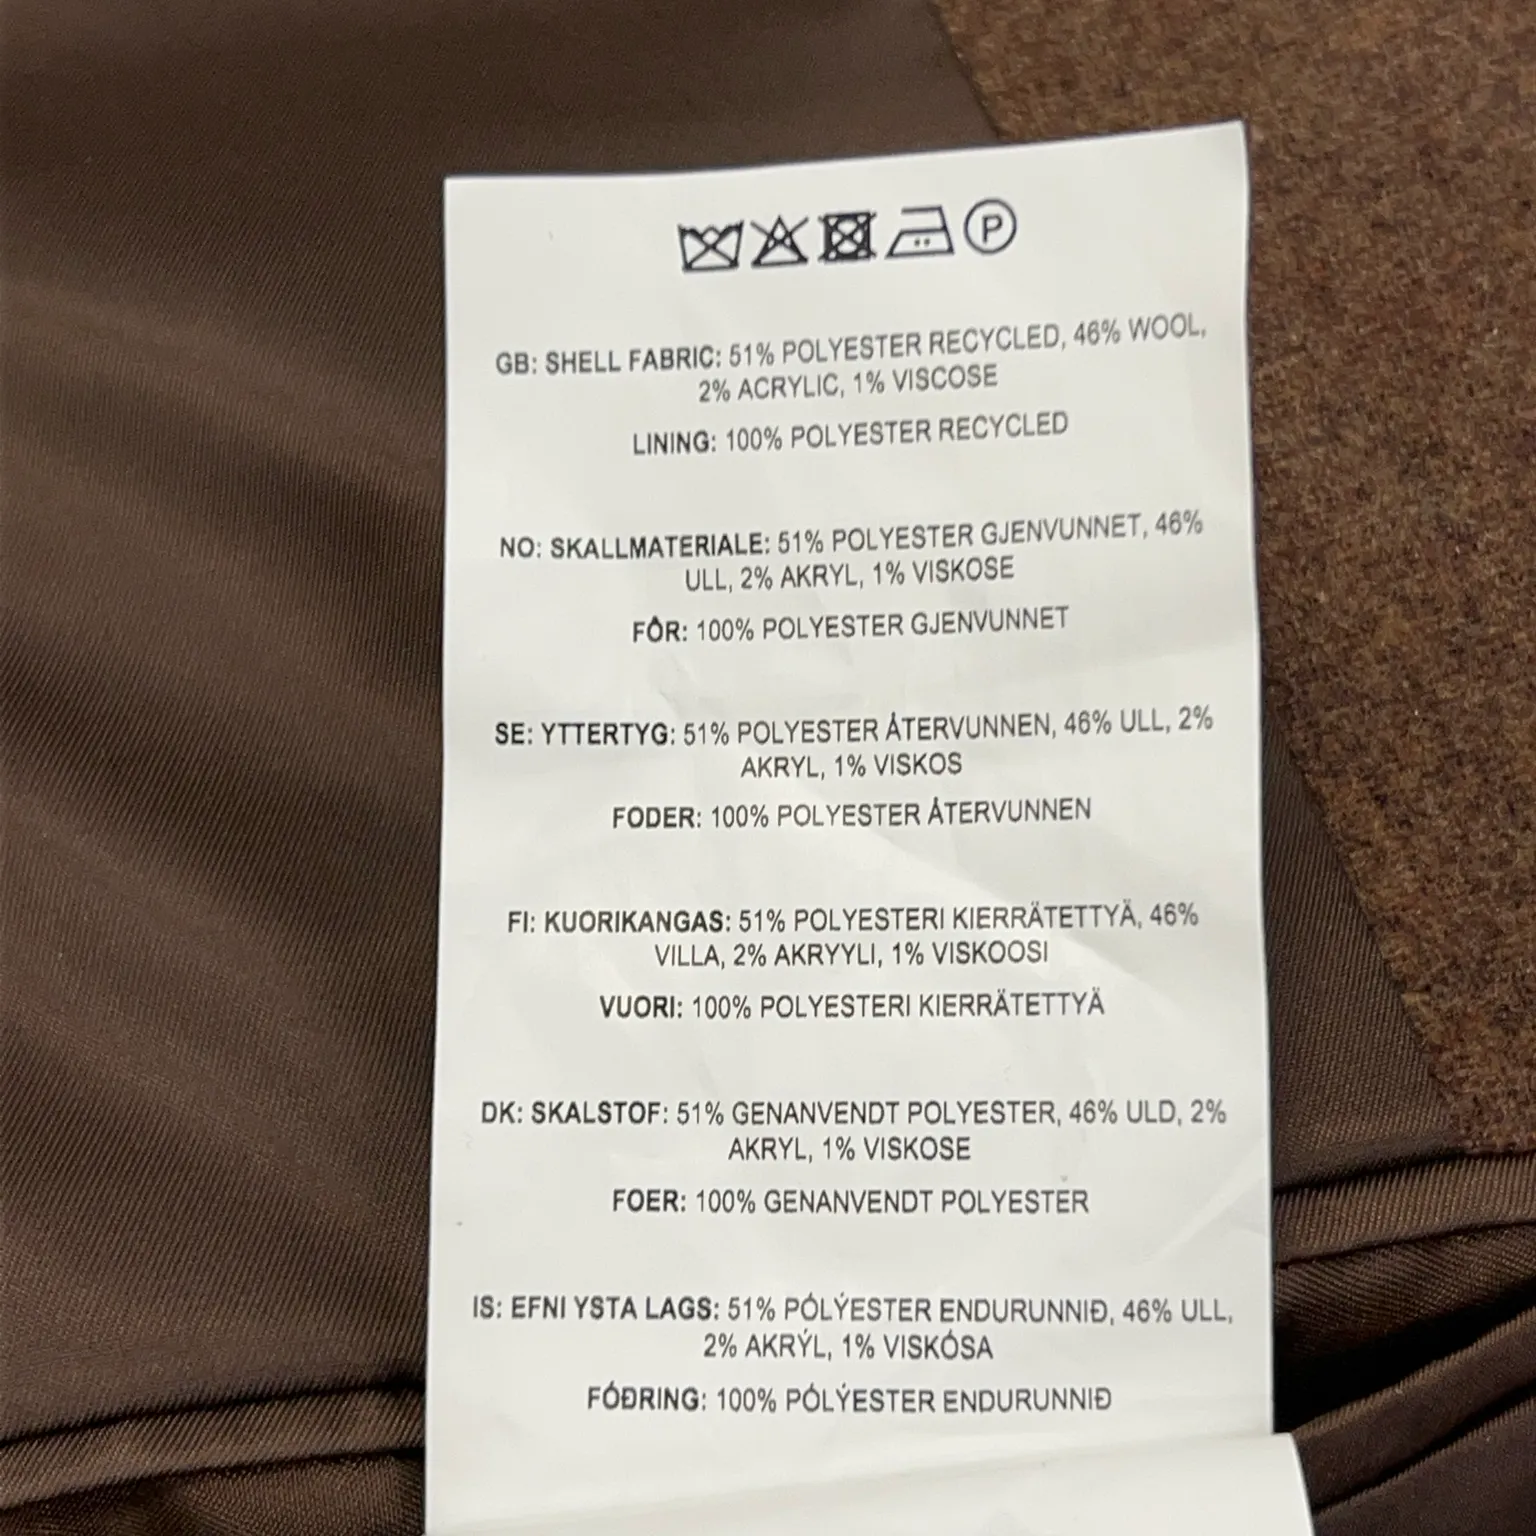 P
GB: SHELL FABRIC: 51% POLYESTER RECYCLED, 46% WOOL,
2% ACRYLIC, 1% VISCOSE
LINING: 100% POLYESTER RECYCLED
NO: SKALLMATERIALE: 51% POLYESTER GJENVUNNET, 46%
ULL, 2% AKRYL, 1% VISKOSE
FÔR: 100% POLYESTER GJENVUNNET
SE: YTTERTYG: 51% POLYESTER ÅTERVUNNEN, 46% ULL, 2%
AKRYL, 1% VISKOS
FODER: 100% POLYESTER ÅTERVUNNEN
FI: KUORIKANGAS: 51% POLYESTERI KIERRÄTETTYÄ, 46%
VILLA, 2% AKRYYLI, 1% VISKOOSI
VUORI: 100% POLYESTERI KIERRÄTETTYÄ
DK: SKALSTOF: 51% GENANVENDT POLYESTER, 46% ULD, 2%
AKRYL, 1% VISKOSE
FOER: 100% GENANVENDT POLYESTER
IS: EFNI YSTA LAGS: 51% PÓLÝESTER ENDURUNNIÐ, 46% ULL,
2% AKRÝL, 1% VISKÓSA
FÓÐRING: 100% PÓLÝESTER ENDURUNNIÐ